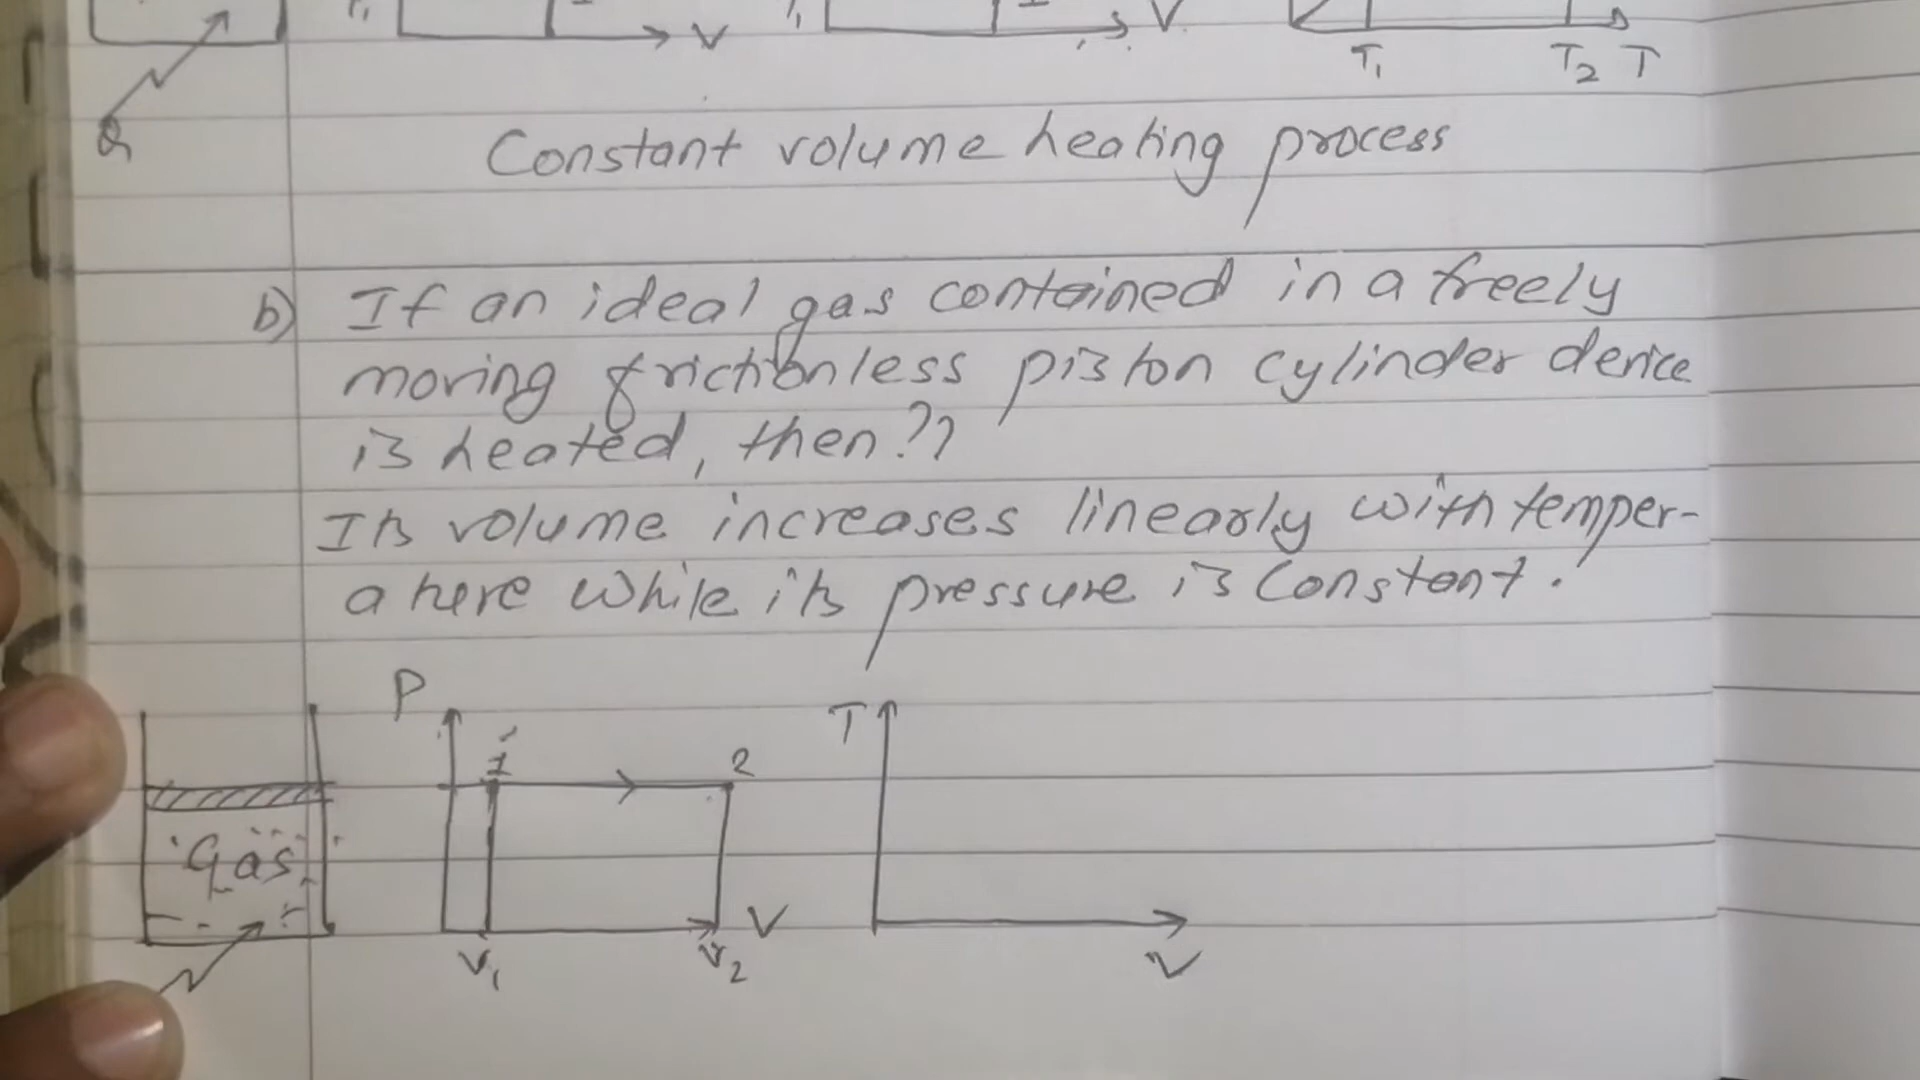 V
V
T₁
T₂ T
Q
Constant volume heating process
b) If an ideal gas contained in a freely
moving frictionless piston cylinder device
is heated, then??
Its volume increases linearly with temper-
ature while its pressure is Constant.
P
T
1
2
gas
V
V₁
V₂
V